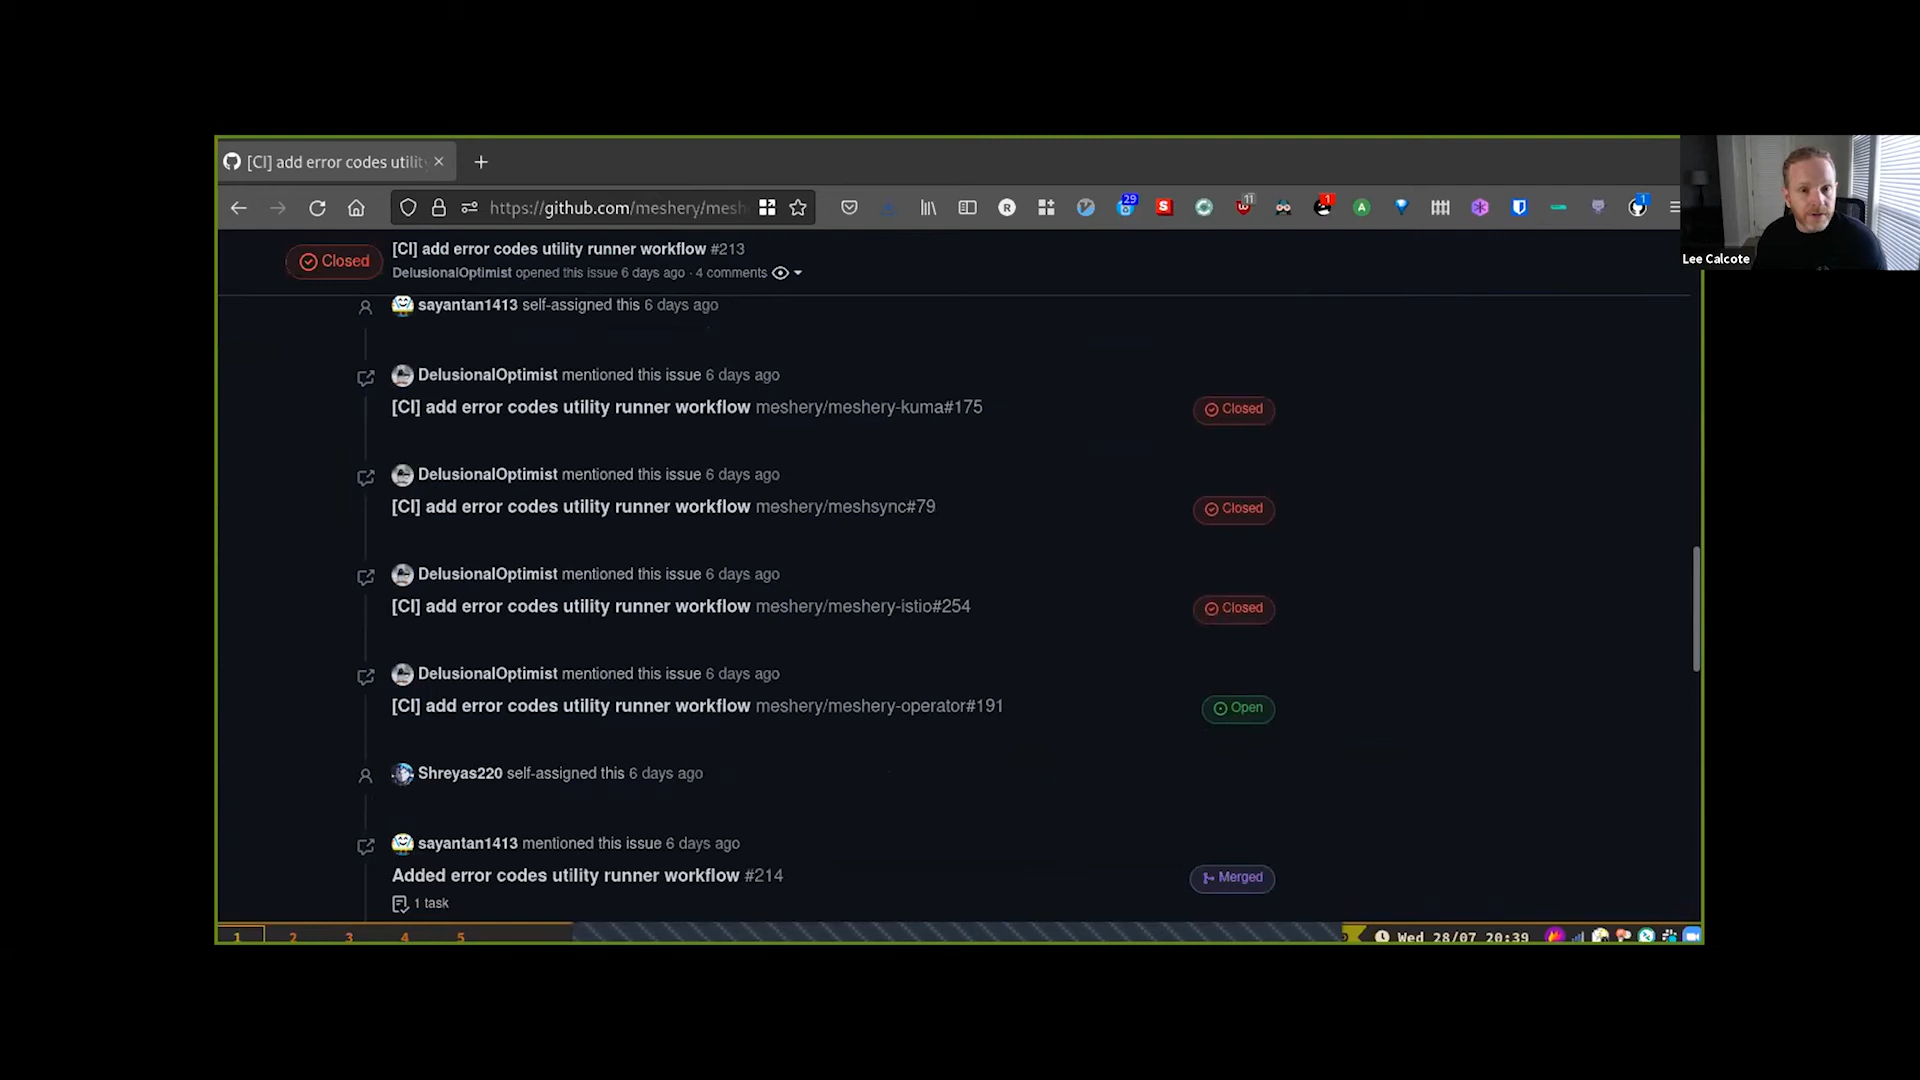 [CI] add error codes utilit
https://github.com/meshery/mesh
29
11
1
1
Lee Calcote
Closed
[CI] add error codes utility runner workflow #213
DelusionalOptimist opened this issue 6 days ago · 4 comments
sayantan1413 self-assigned this 6 days ago
DelusionalOptimist mentioned this issue 6 days ago
[CI] add error codes utility runner workflow meshery/meshery-kuma#175
Closed
DelusionalOptimist mentioned this issue 6 days ago
[CI] add error codes utility runner workflow meshery/meshsync#79
Closed
DelusionalOptimist mentioned this issue 6 days ago
[CI] add error codes utility runner workflow meshery/meshery-istio#254
Closed
DelusionalOptimist mentioned this issue 6 days ago
[CI] add error codes utility runner workflow meshery/meshery-operator#191
Open
Shreyas220 self-assigned this 6 days ago
sayantan1413 mentioned this issue 6 days ago
Added error codes utility runner workflow #214
Merged
1 task
1 2 3 4 5
Wed 28/07 20:39